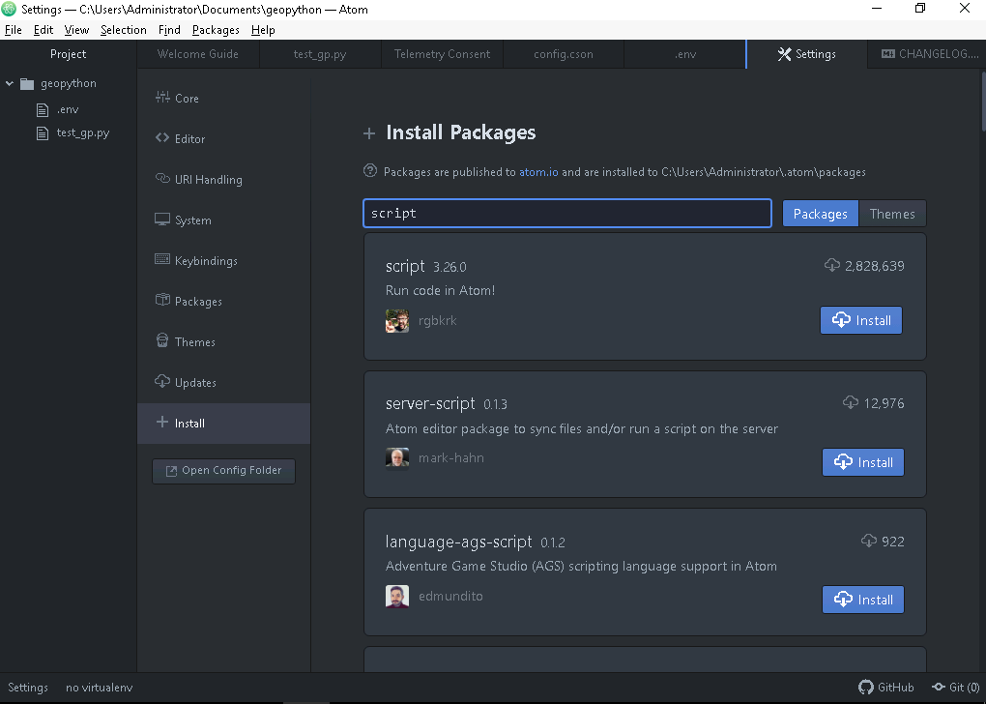 Settings — C:\Users\Administrator\Documents\geopython — Atom
File Edit View Selection Find Packages Help
Project
Welcome Guide
test_gp.py
Telemetry Consent
config.cson
.env
Settings
CHANGELOG....
geopython
.env
test_gp.py
Core
Editor
URI Handling
System
Keybindings
Packages
Themes
Updates
Install
Open Config Folder
Install Packages
Packages are published to atom.io and are installed to C:\Users\Administrator\.atom\packages
script
Packages
Themes
script 3.26.0
2,828,639
Run code in Atom!
rgbkrk
Install
server-script 0.1.3
12,976
Atom editor package to sync files and/or run a script on the server
mark-hahn
Install
language-ags-script 0.1.2
922
Adventure Game Studio (AGS) scripting language support in Atom
edmundito
Install
Settings
no virtualenv
GitHub
Git (0)